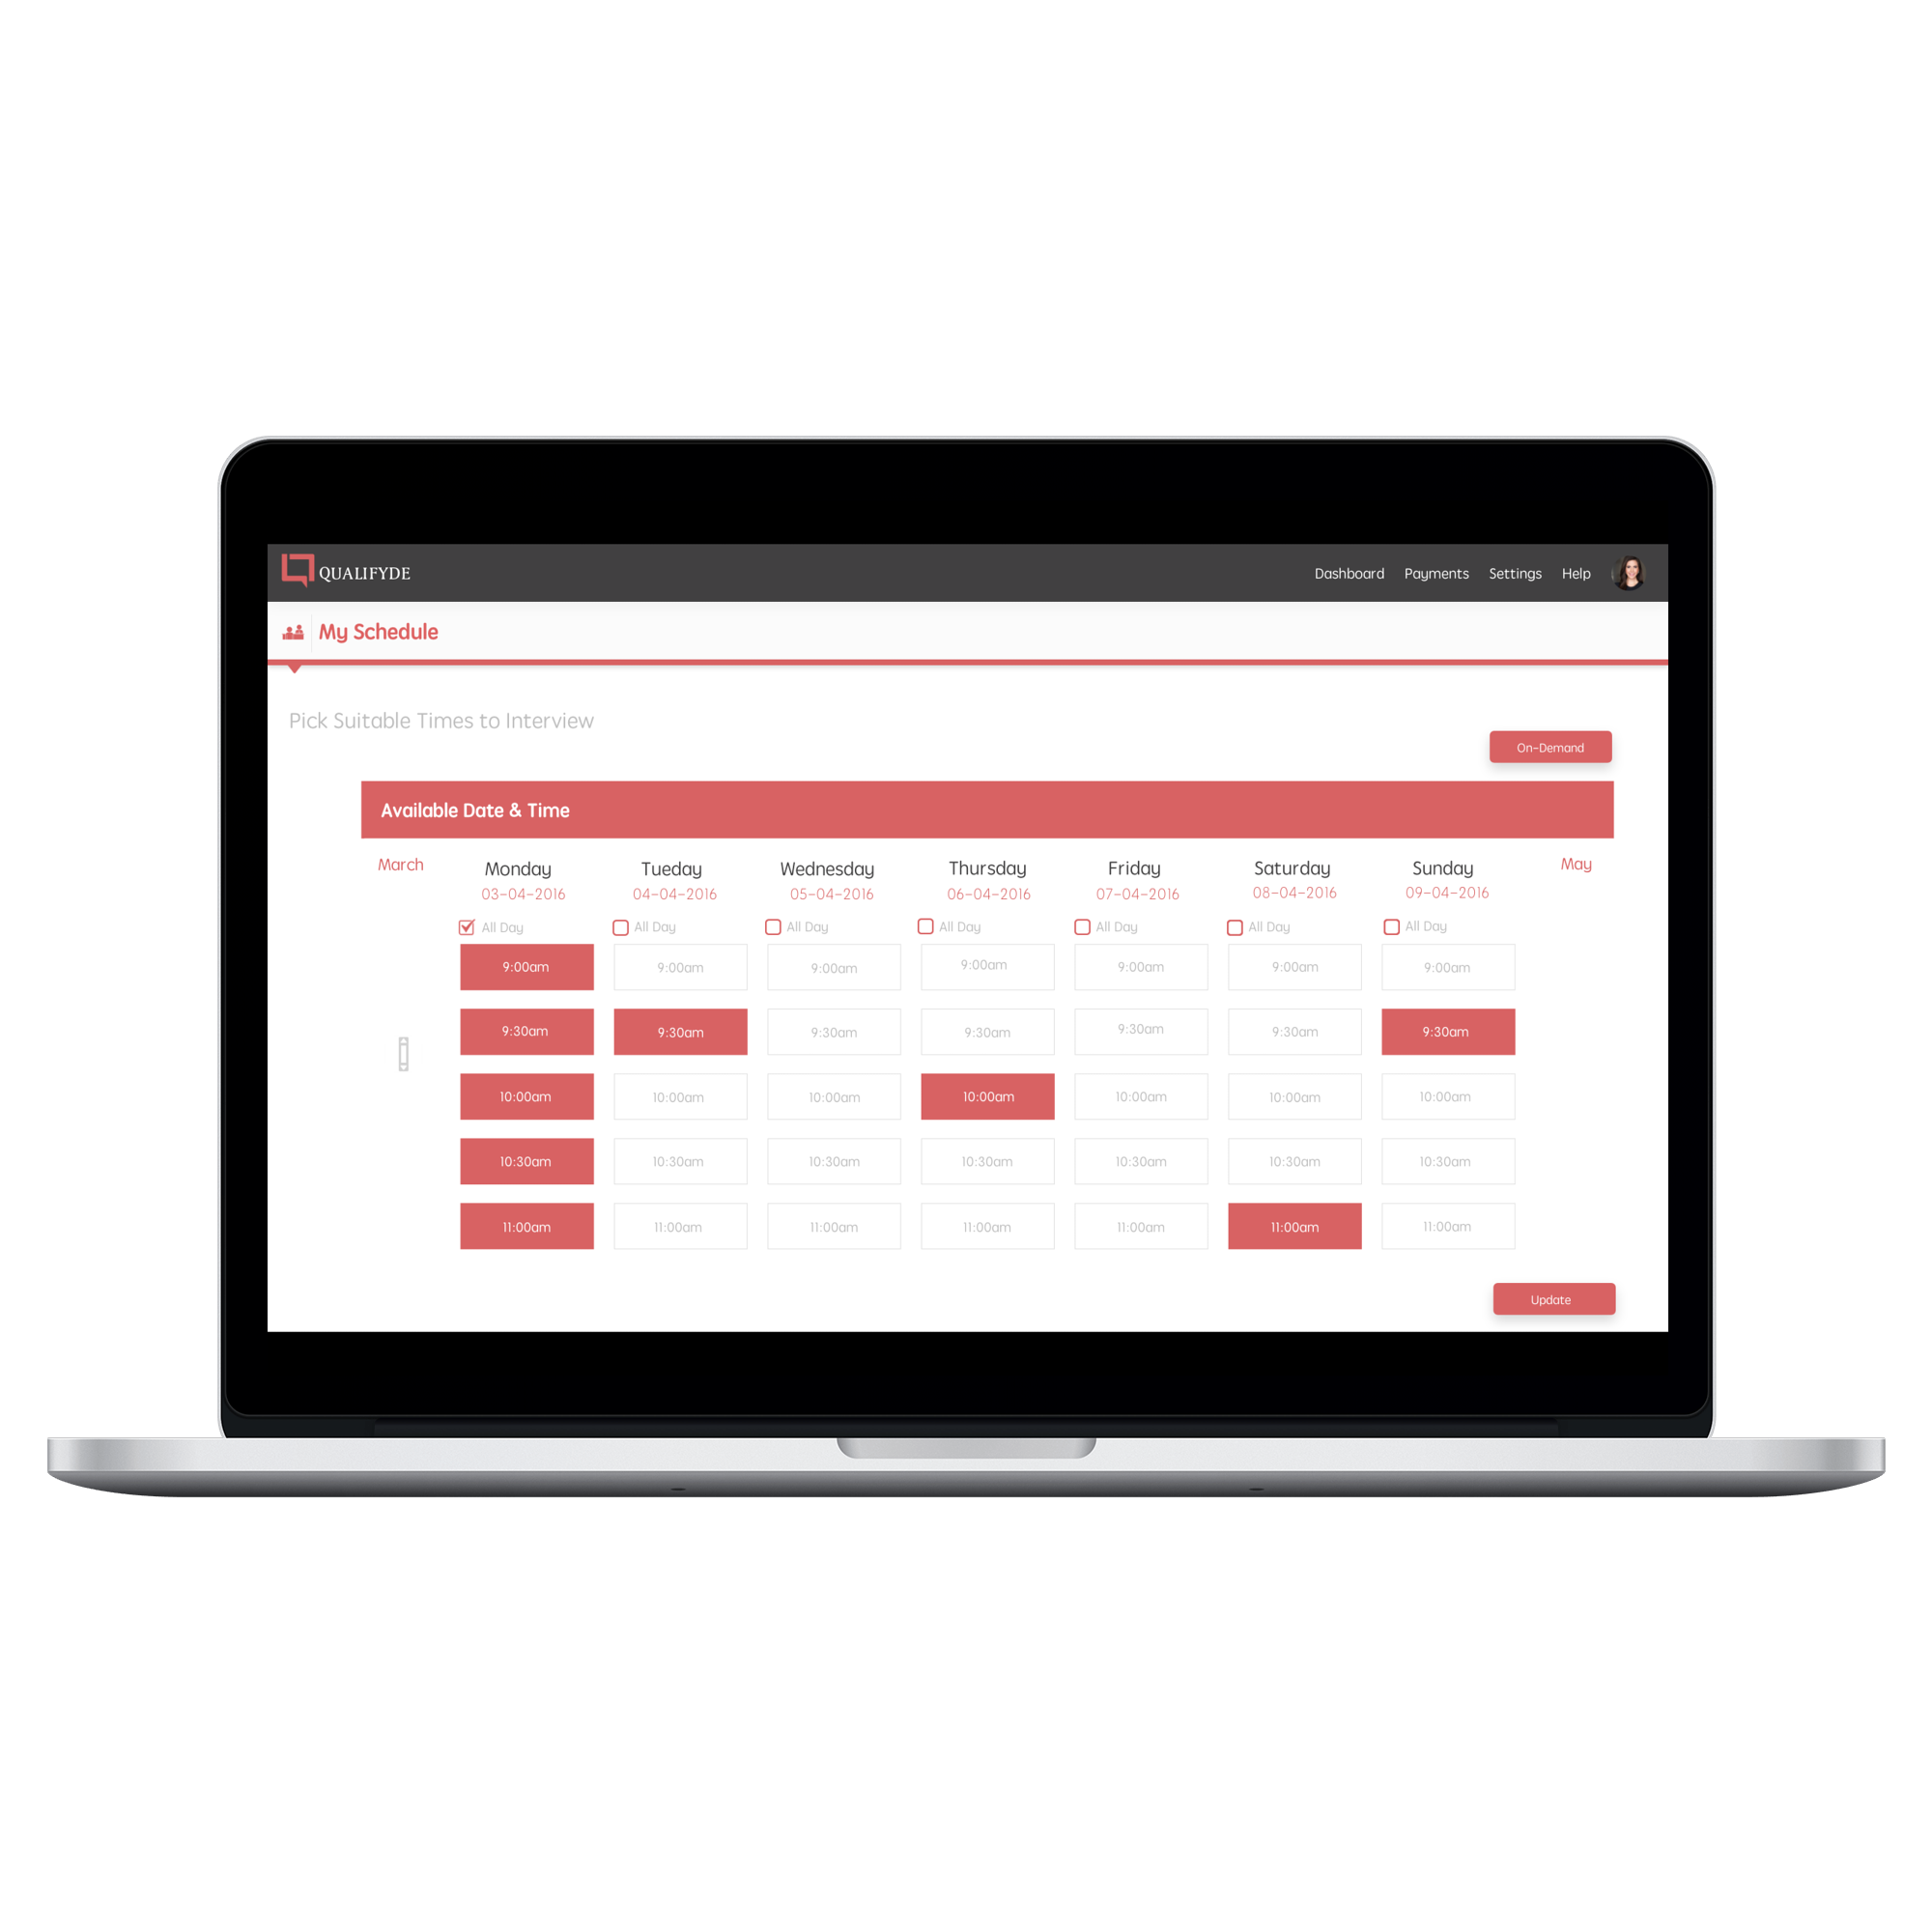 QUALIFYDE
Dashboard Payments Settings Help
My Schedule
Pick Suitable Times to Interview
On-Demand
Available Date & Time
March Monday Tueday Wednesday Thursday Friday Saturday Sunday May
03-04-2016 04-04-2016 05-04-2016 06-04-2016 07-04-2016 08-04-2016 09-04-2016
All Day All Day All Day All Day All Day All Day All Day
9:00am 9:00am 9:00am 9:00am 9:00am 9:00am 9:00am
9:30am 9:30am 9:30am 9:30am 9:30am 9:30am 9:30am
10:00am 10:00am 10:00am 10:00am 10:00am 10:00am 10:00am
10:30am 10:30am 10:30am 10:30am 10:30am 10:30am 10:30am
11:00am 11:00am 11:00am 11:00am 11:00am 11:00am 11:00am
Update